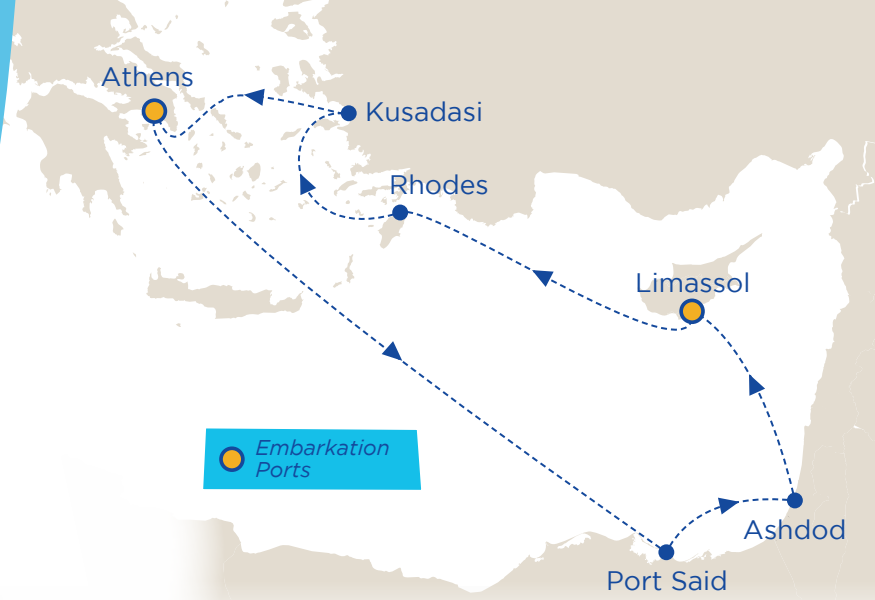 Athens
Kusadasi
Rhodes
Limassol
Embarkation
Ports
Ashdod
Port Said